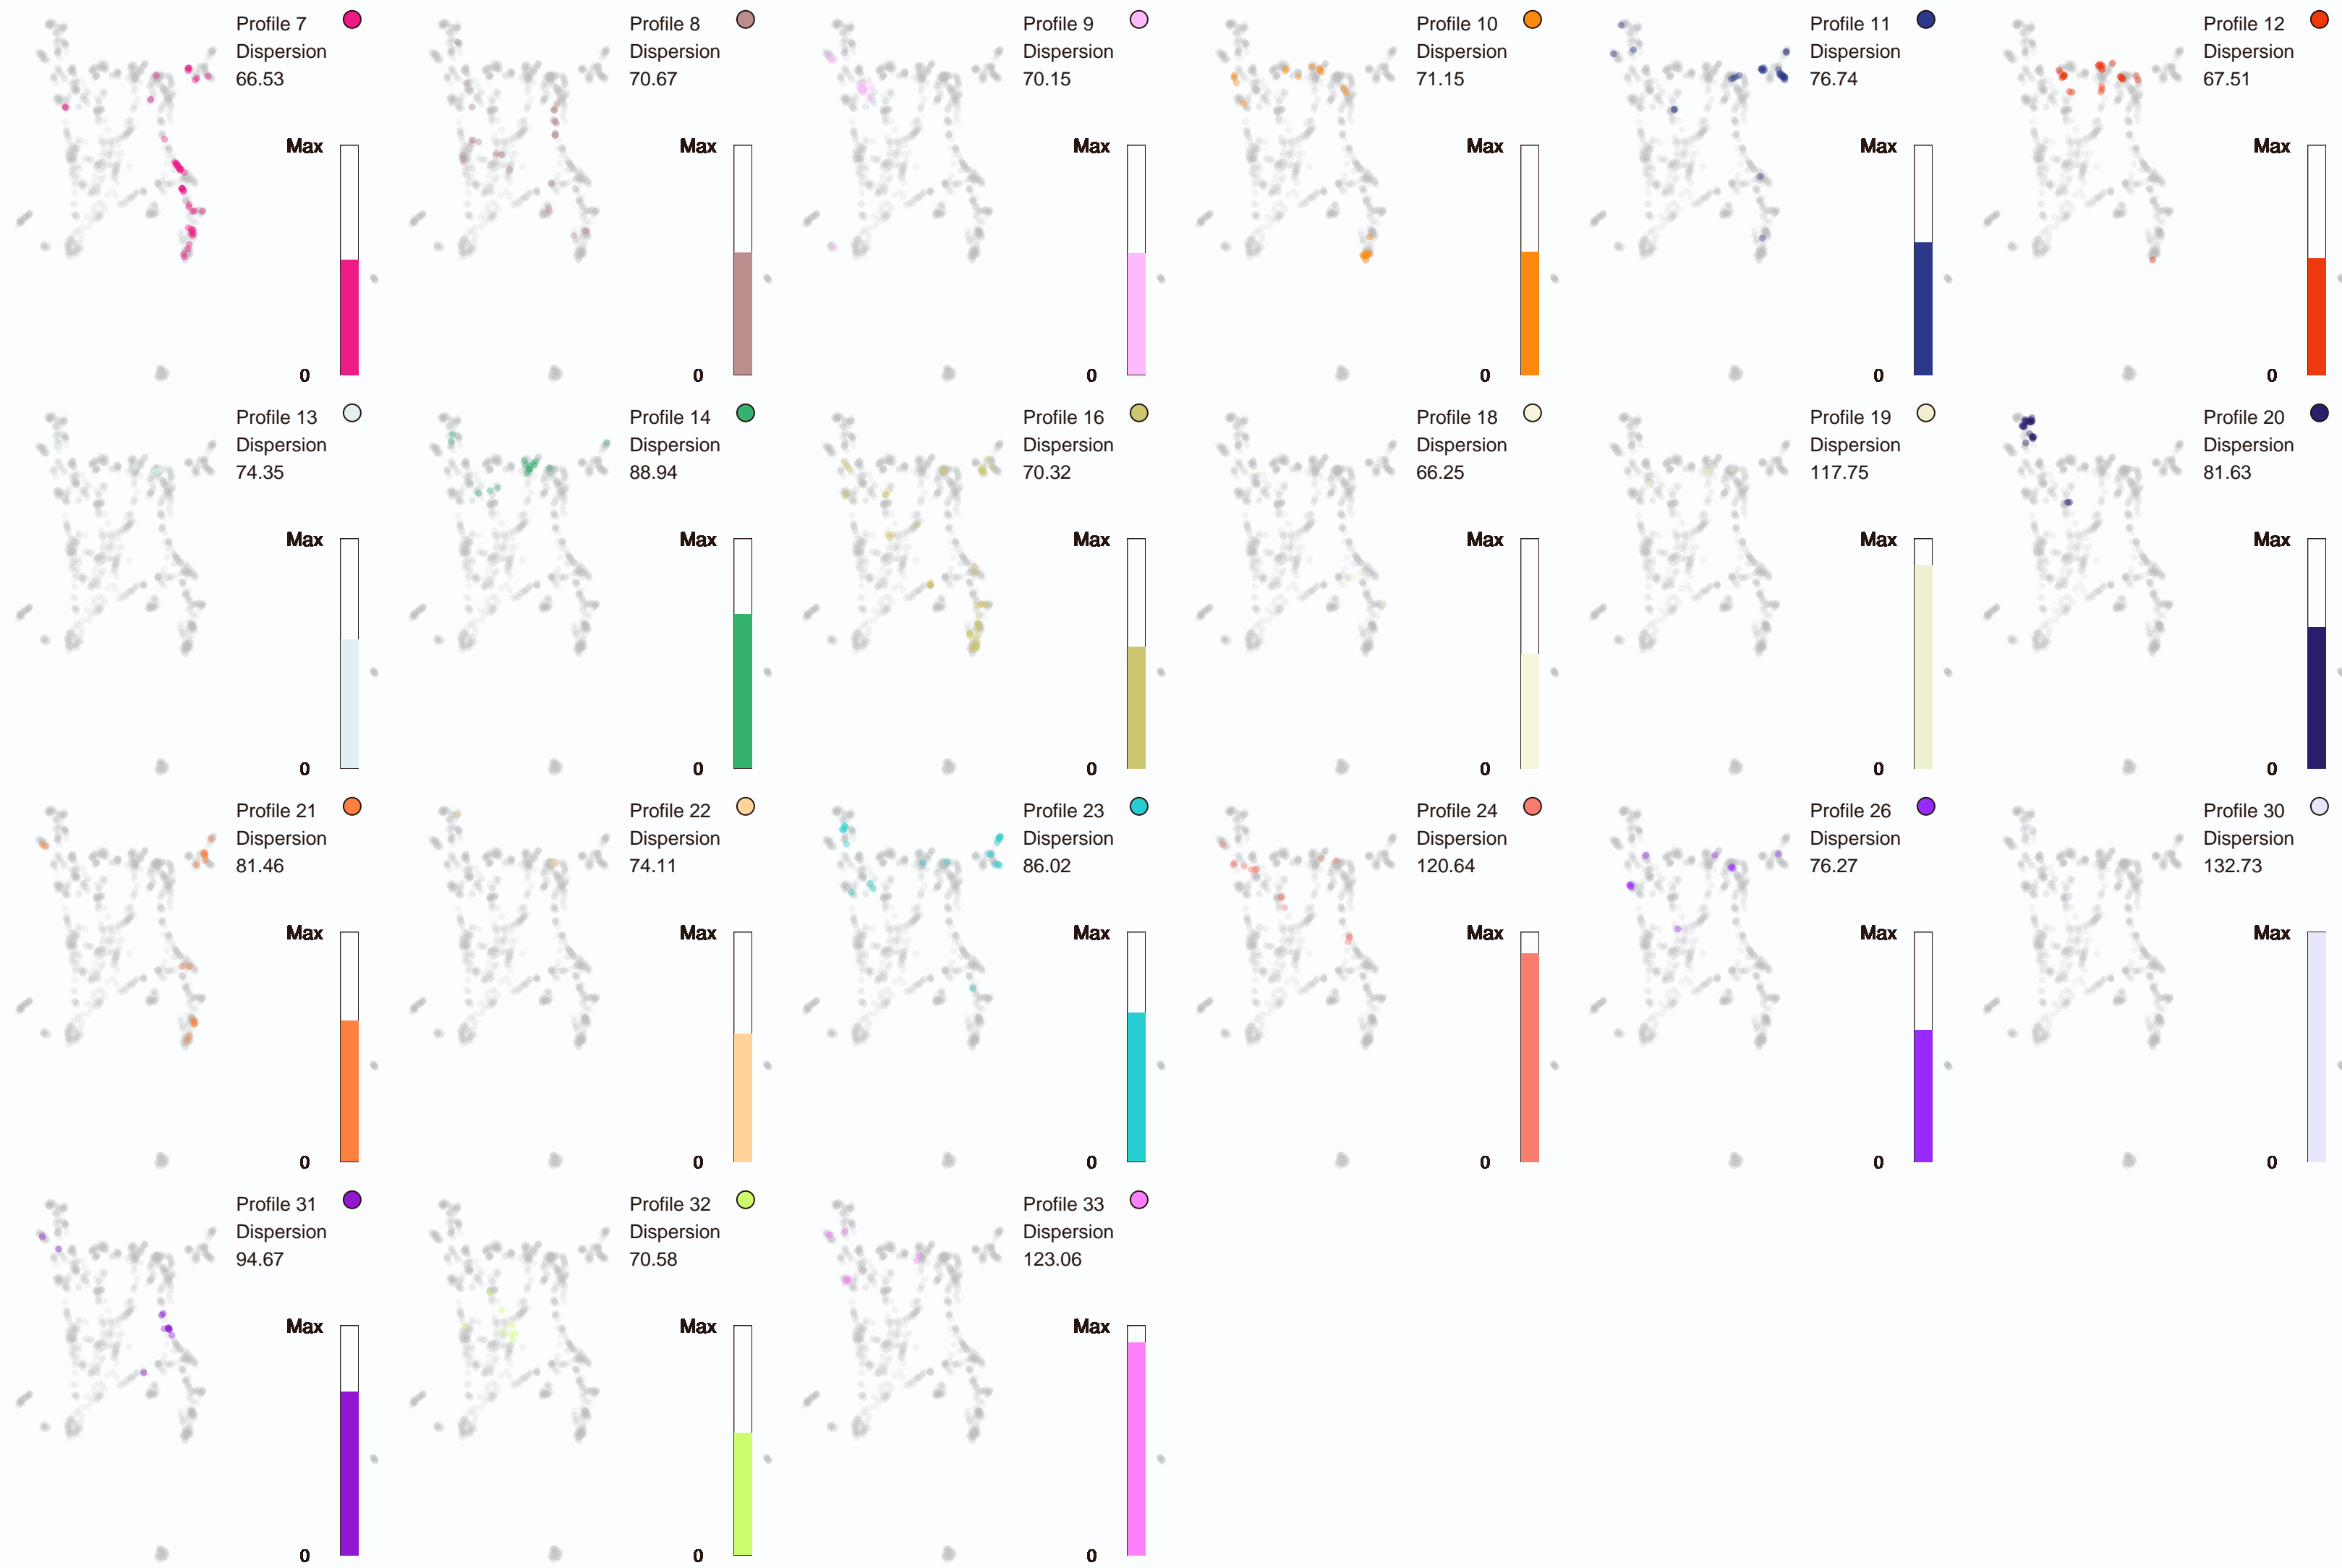 Profile 7
Dispersion
66.53
Max
0
Profile 8
Dispersion
70.67
Max
0
Profile 9
Dispersion
70.15
Max
0
Profile 10
Dispersion
71.15
Max
0
Profile 11
Dispersion
76.74
Max
0
Profile 12
Dispersion
67.51
Max
0
Profile 13
Dispersion
74.35
Max
0
Profile 14
Dispersion
88.94
Max
0
Profile 16
Dispersion
70.32
Max
0
Profile 18
Dispersion
66.25
Max
0
Profile 19
Dispersion
117.75
Max
0
Profile 20
Dispersion
81.63
Max
0
Profile 21
Dispersion
81.46
Max
0
Profile 22
Dispersion
74.11
Max
0
Profile 23
Dispersion
86.02
Max
0
Profile 24
Dispersion
120.64
Max
0
Profile 26
Dispersion
76.27
Max
0
Profile 30
Dispersion
132.73
Max
0
Profile 31
Dispersion
94.67
Max
0
Profile 32
Dispersion
70.58
Max
0
Profile 33
Dispersion
123.06
Max
0